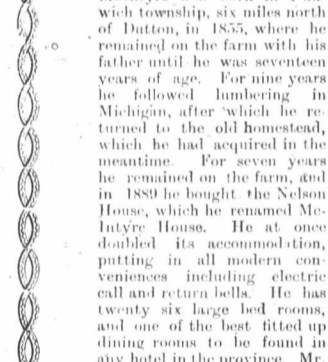 wich township, six miles north
of Dutton, in 1855, where he
remained on the farm with his
father until he was seventeen
years of age. For nine years
he followed lumbering in
Michigan, after which he re-
turned to the old homestead,
which he had acquired in the
meantime. For seven years
he remained on the farm, and
in 1889 he bought the Nelson
House, which he renamed Mc-
Intyre House. He at once
doubled its accommodation,
putting in all modern con-
veniences including electric
call and return bells. He has
twenty six large bed rooms,
and one of the best fitted up
dining rooms to be found in
any hotel in the province. Mr.